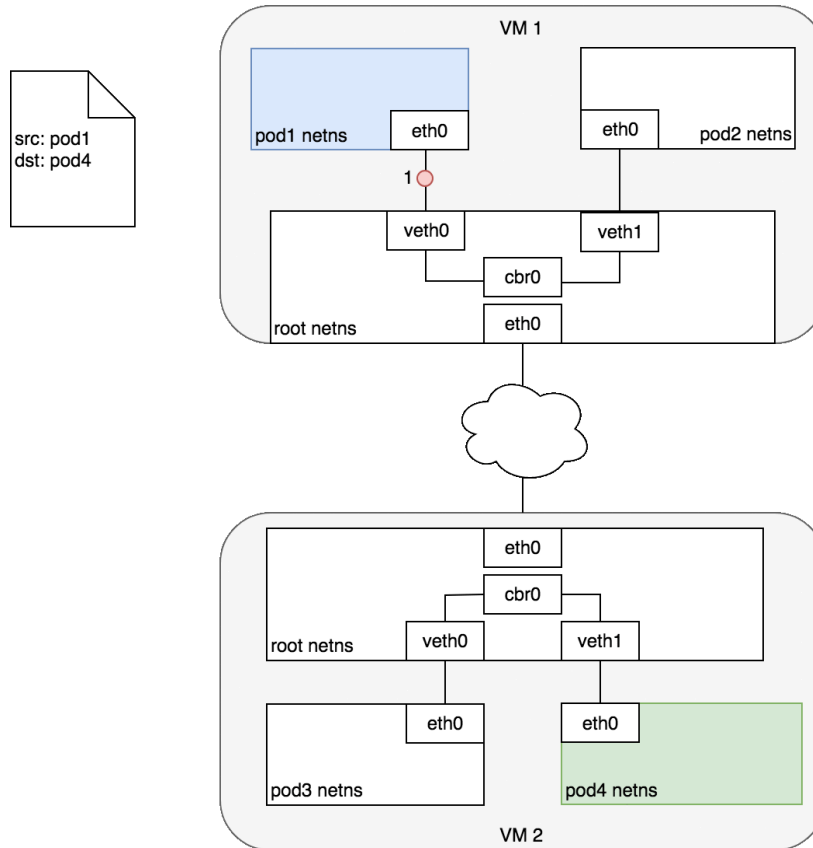 VM 1
src: pod1
dst: pod4
eth0
pod1 netns
eth0
pod2 netns
1
veth0
veth1
cbr0
eth0
root netns
eth0
cbr0
root netns
veth0
veth1
eth0
pod3 netns
eth0
pod4 netns
VM 2